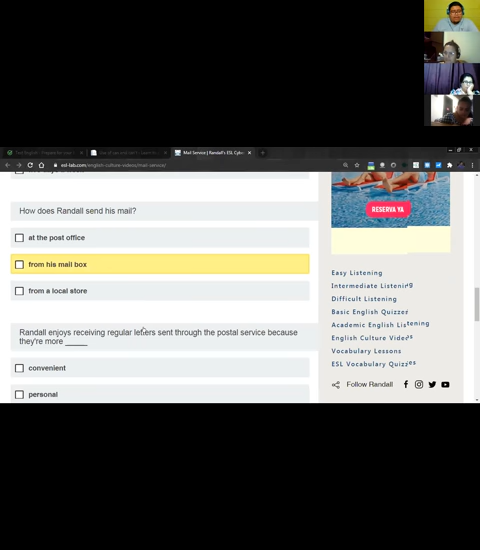 Mail Service | Randall's ESL Cyb
esl-lab.com/english-culture-videos/mail-service/
How does Randall send his mail?
at the post office
from his mail box
from a local store
Randall enjoys receiving regular letters sent through the postal service because
they're more _____
convenient
personal
RESERVA YA
Easy Listening
Intermediate Listening
Difficult Listening
Basic English Quizzes
Academic English Listening
English Culture Videos
Vocabulary Lessons
ESL Vocabulary Quizzes
Follow Randall